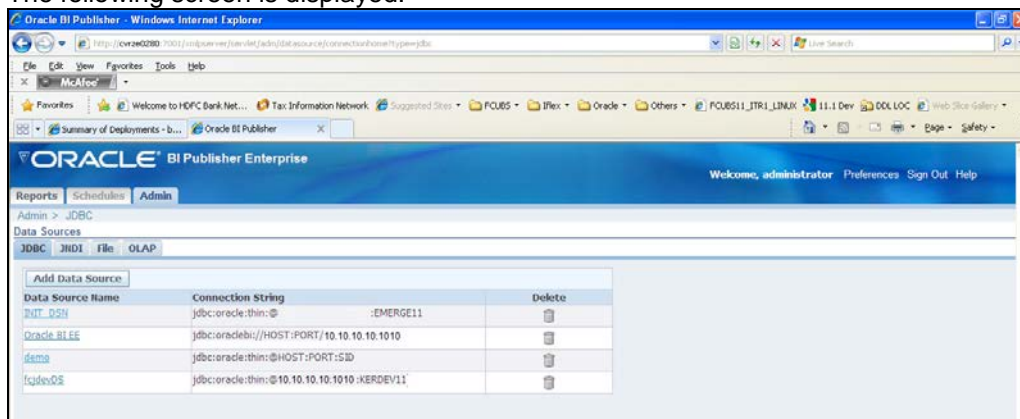 The following screen is displayed:
Oracle BI Publisher - Windows Internet Explorer
http://cvrze0280:7001/xmlpserver/servlet/adm/datasource/connectionhome?type=jdbc
Live Search
File Edit View Favorites Tools Help
McAfee
Favorites Welcome to HDFC Bank Net... Tax Information Network Suggested Sites FCUBS IFlex Oracle Others FCUBS11_ITR1_LINUX 11.1 Dev DDL LOC Web Slice Gallery
Summary of Deployments - b... Oracle BI Publisher Page Safety
ORACLE BI Publisher Enterprise
Welcome, administrator Preferences Sign Out Help
Reports Schedules Admin
Admin > JDBC
Data Sources
JDBC JNDI File OLAP
Add Data Source
Data Source Name Connection String Delete
INIT_DSN jdbc:oracle:thin:@ :EMERGE11
Oracle BI EE jdbc:oraclebi://HOST:PORT/10.10.10.10:1010
demo jdbc:oracle:thin:@HOST:PORT:SID
fcjdevDS jdbc:oracle:thin:@10.10.10.10:1010:KERDEV11